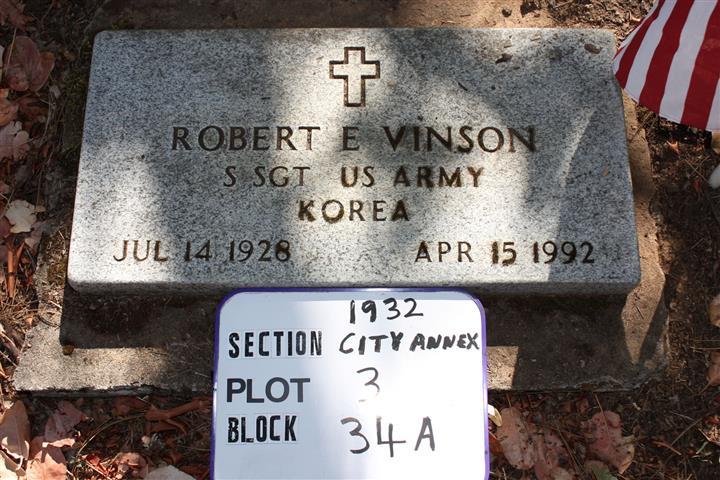 ROBERT E VINSON
S SGT US ARMY
KOREA
JUL 14 1928 APR 15 1992
1932
SECTION CITY ANNEX
PLOT 3
BLOCK 34A